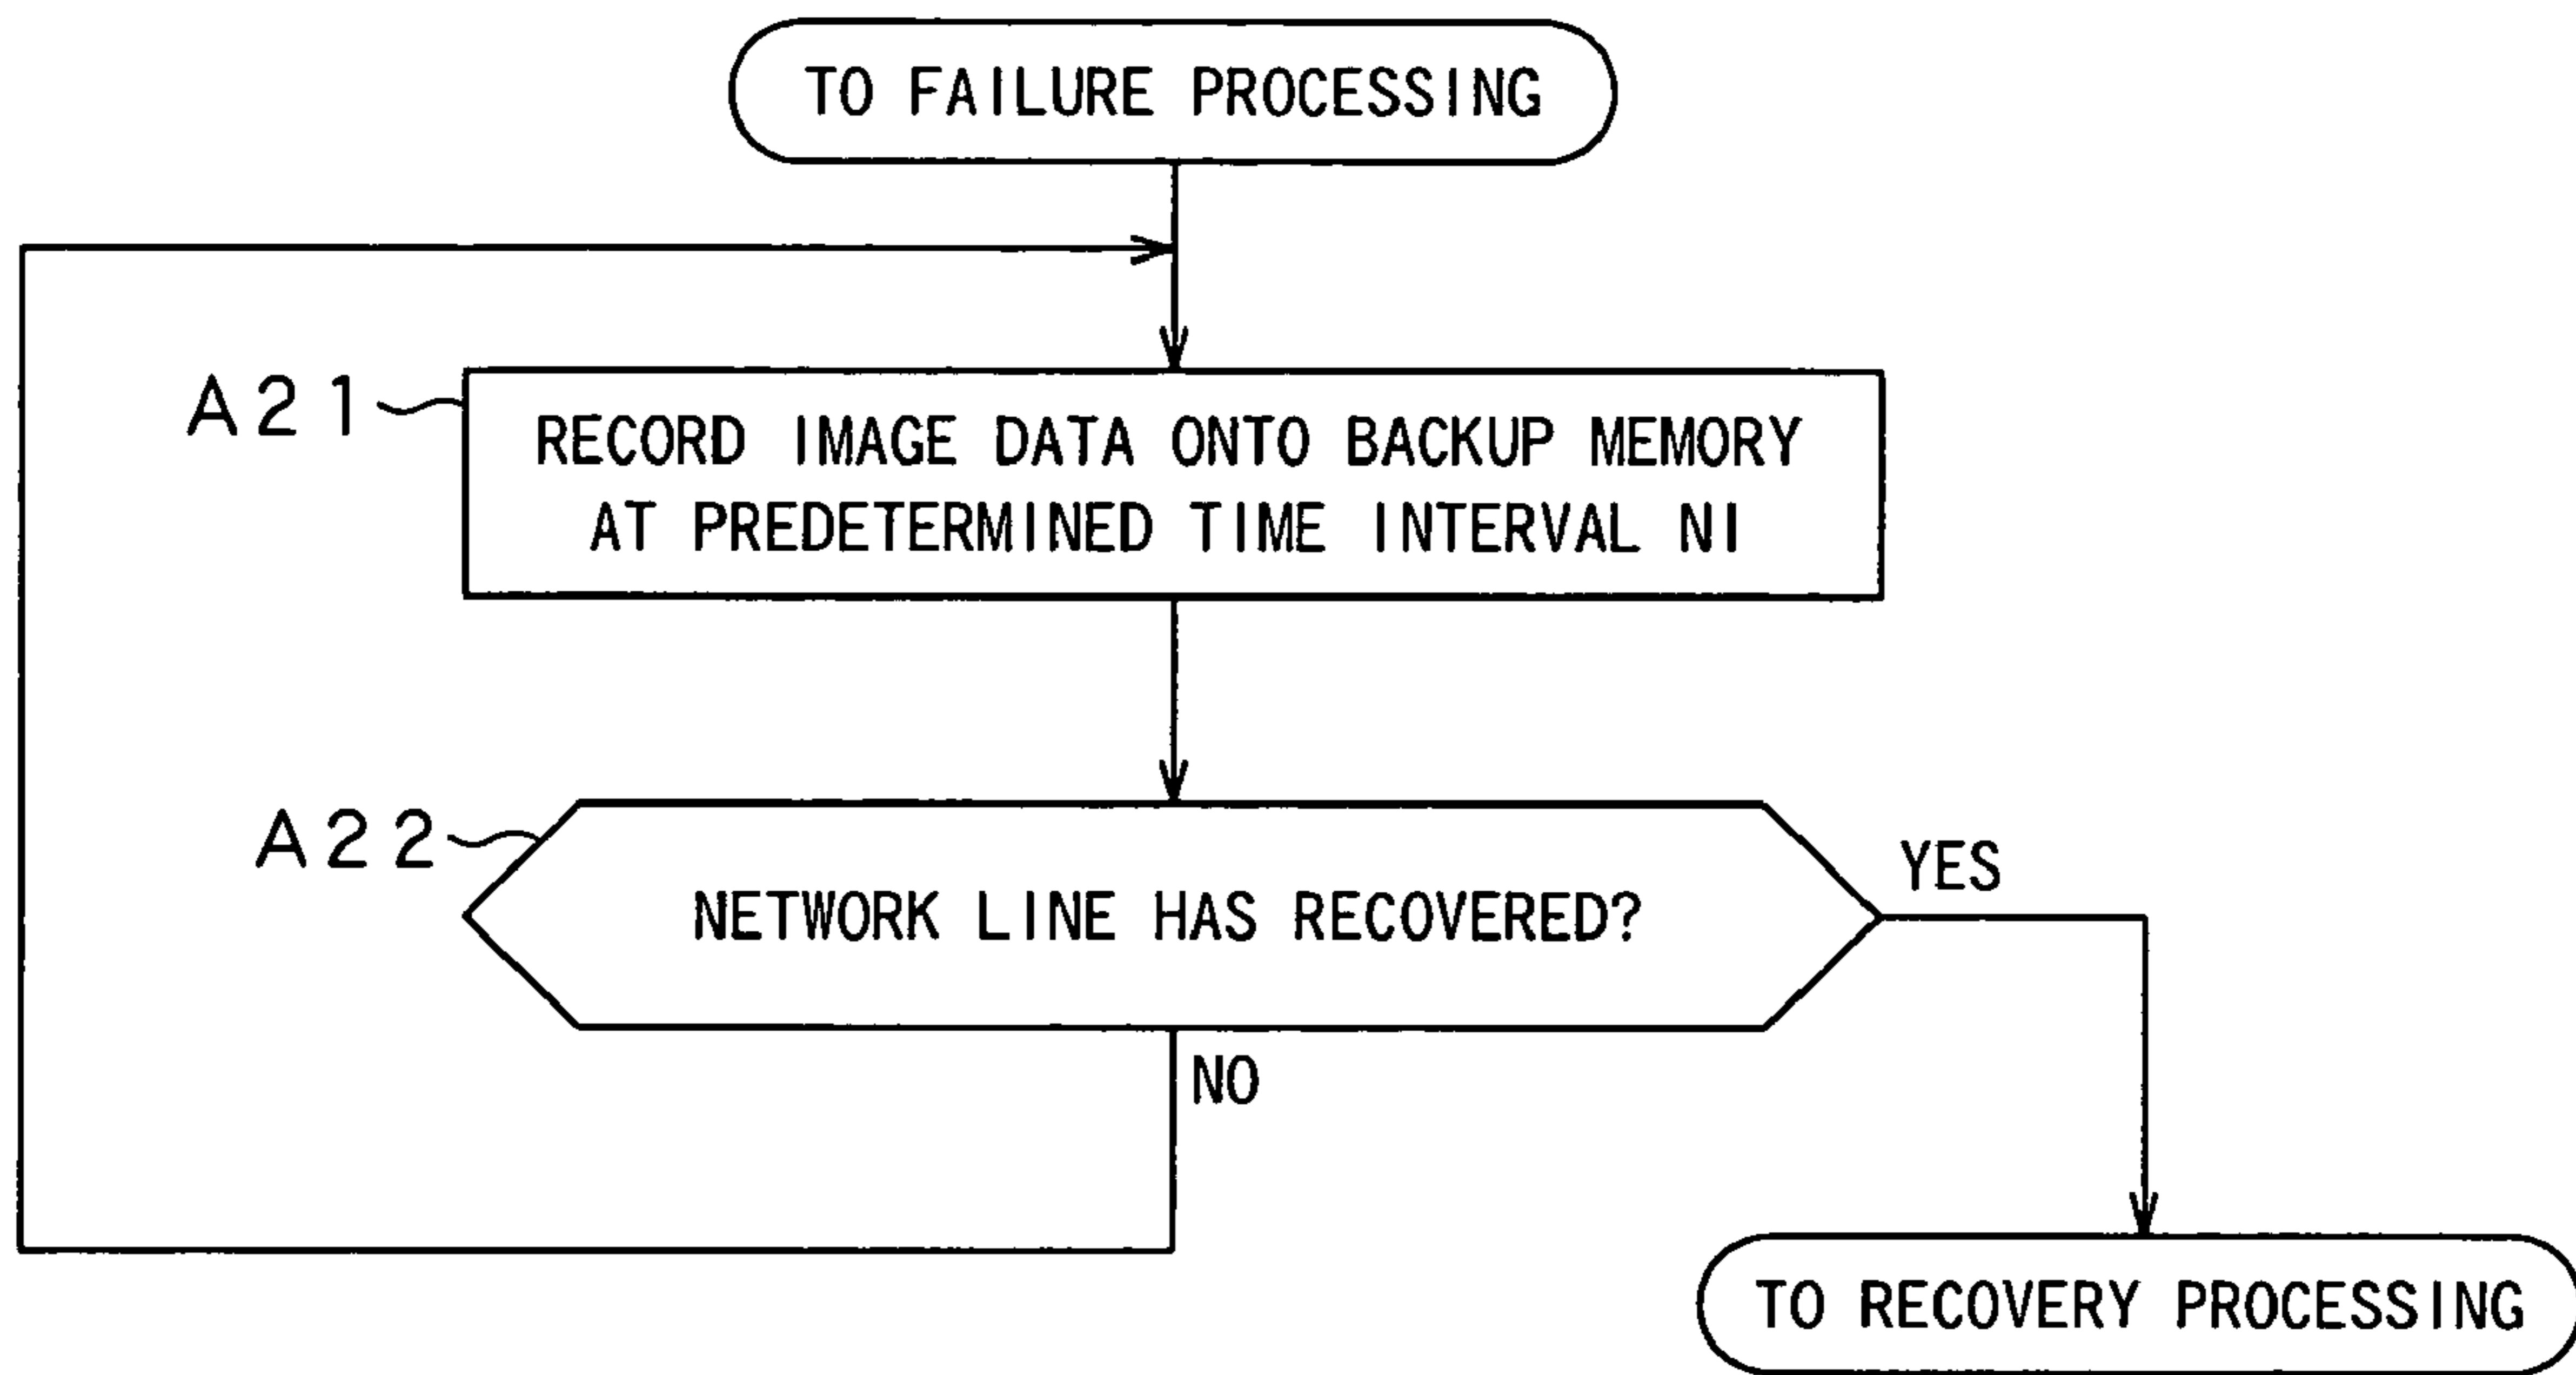 TO FAILURE PROCESSING
A21
RECORD IMAGE DATA ONTO BACKUP MEMORY
AT PREDETERMINED TIME INTERVAL NI
A22
NETWORK LINE HAS RECOVERED?
YES
NO
TO RECOVERY PROCESSING